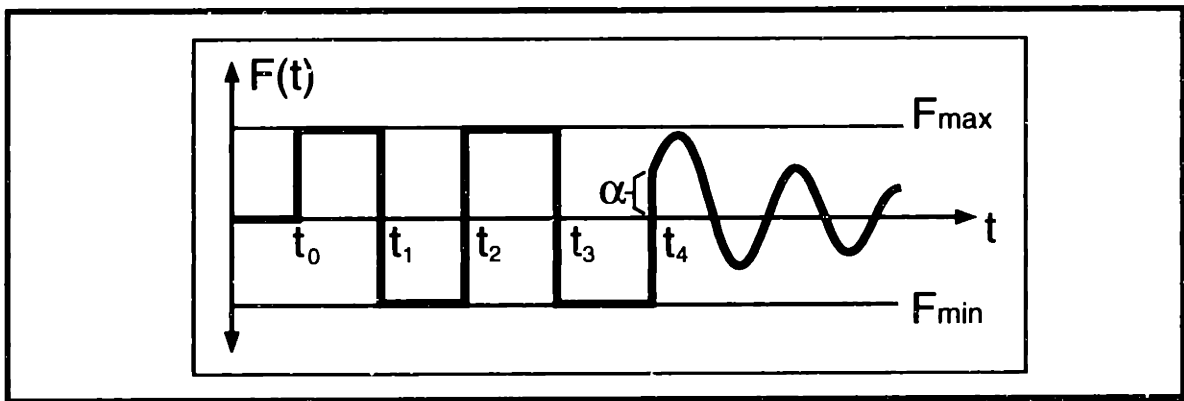 F(t)
Fmax
α
t₀ t₁ t₂ t₃ t₄ t
Fmin